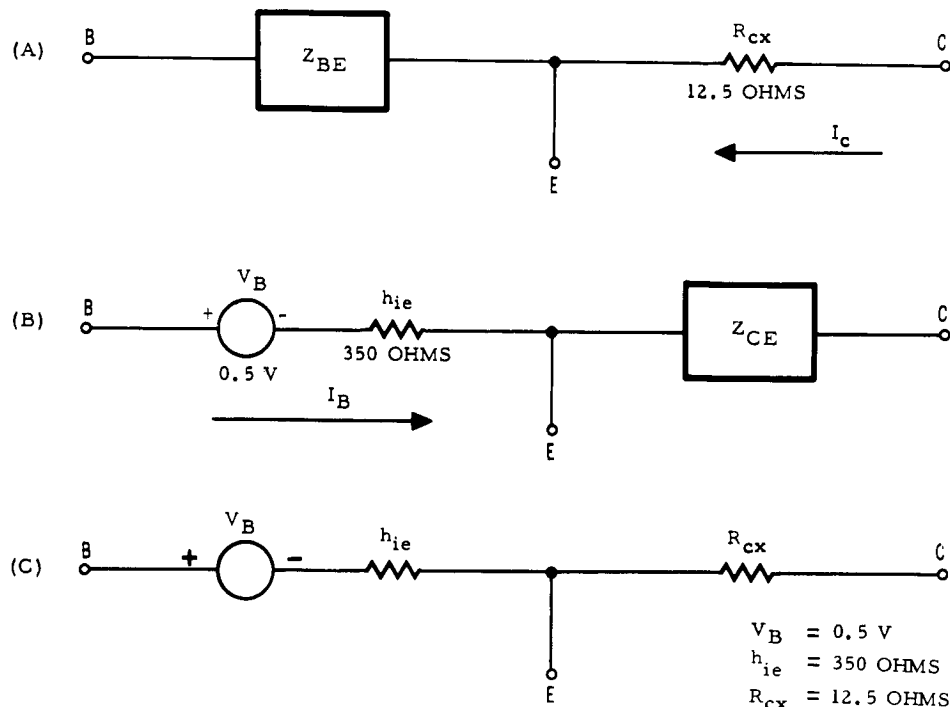 (A) B Z_BE R_cx C
12.5 OHMS
I_c
E
(B) B + V_B - h_ie Z_CE C
0.5 V 350 OHMS
I_B
E
(C) B + V_B - h_ie R_cx C
E
V_B = 0.5 V
h_ie = 350 OHMS
R_cx = 12.5 OHMS